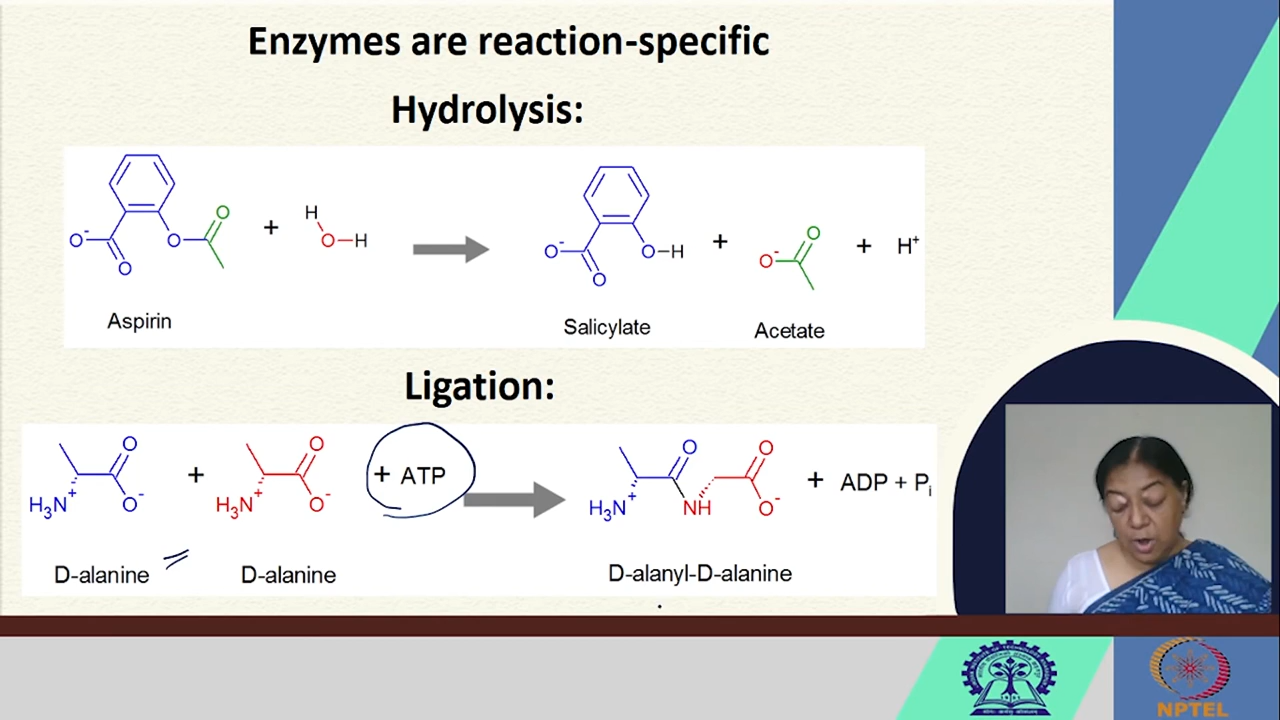 Enzymes are reaction-specific
Hydrolysis:
O⁻ O O O + H O H O⁻ O O H + O⁻ O + H⁺
Aspirin Salicylate Acetate
Ligation:
H₃N⁺ O O⁻ + H₃N⁺ O O⁻ + ATP H₃N⁺ O NH O O⁻ + ADP + Pᵢ
D-alanine D-alanine D-alanyl-D-alanine
NPTEL